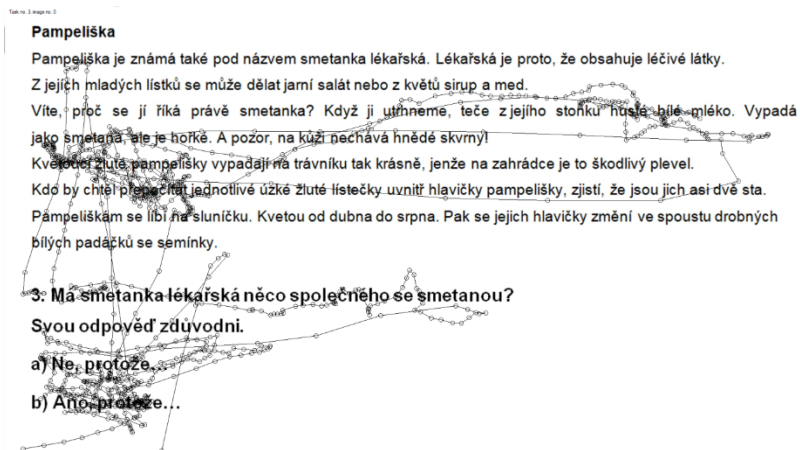 Task no. 3, image no. 0
Pampeliška
Pampeliška je známá také pod názvem smetanka lékařská. Lékařská je proto, že obsahuje léčivé látky.
Z jejích mladých lístků se může dělat jarní salát nebo z květů sirup a med.
Víte, proč se jí říká právě smetanka? Když ji utrhneme, teče z jejího stonku husté bílé mléko. Vypadá
jako smetana, ale je hořké. A pozor, na kůži nechává hnědé skvrny!
Kvetoucí žluté pampelišky vypadají na trávníku tak krásně, jenže na zahrádce je to škodlivý plevel.
Kdo by chtěl přepočítat jednotlivé úzké žluté lístečky uvnitř hlavičky pampelišky, zjistí, že jsou jich asi dvě sta.
Pampeliškám se líbí na sluníčku. Kvetou od dubna do srpna. Pak se jejich hlavičky změní ve spoustu drobných
bílých padáčků se semínky.
3. Má smetanka lékařská něco společného se smetanou?
Svou odpověď zdůvodni.
a) Ne, protože…
b) Ano, protože…